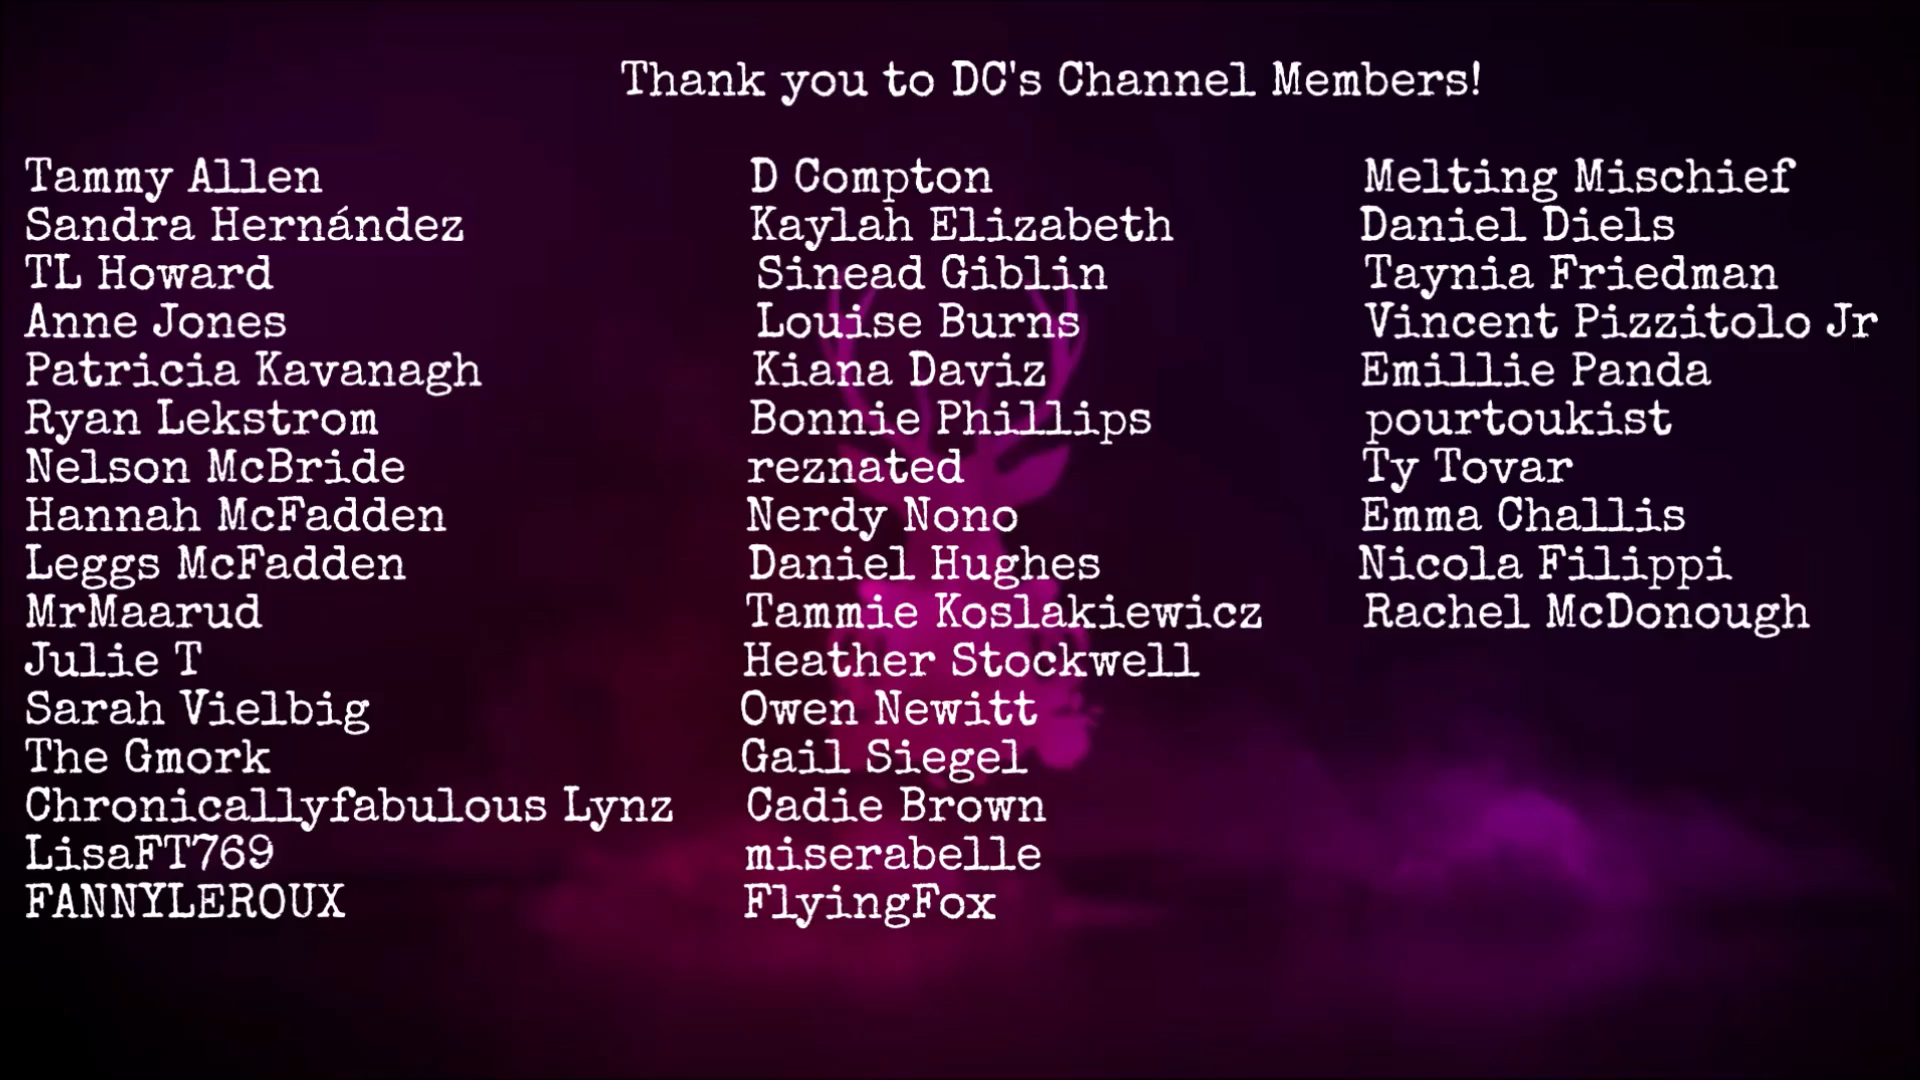 Thank you to DC's Channel Members!
Tammy Allen
Sandra Hernández
TL Howard
Anne Jones
Patricia Kavanagh
Ryan Lekstrom
Nelson McBride
Hannah McFadden
Leggs McFadden
MrMaarud
Julie T
Sarah Vielbig
The Gmork
Chronicallyfabulous Lynz
LisaFT769
FANNYLEROUX
D Compton
Kaylah Elizabeth
Sinead Giblin
Louise Burns
Kiana Daviz
Bonnie Phillips
reznated
Nerdy Nono
Daniel Hughes
Tammie Koslakiewicz
Heather Stockwell
Owen Newitt
Gail Siegel
Cadie Brown
miserabelle
FlyingFox
Melting Mischief
Daniel Diels
Taynia Friedman
Vincent Pizzitolo Jr
Emillie Panda
pourtoukist
Ty Tovar
Emma Challis
Nicola Filippi
Rachel McDonough